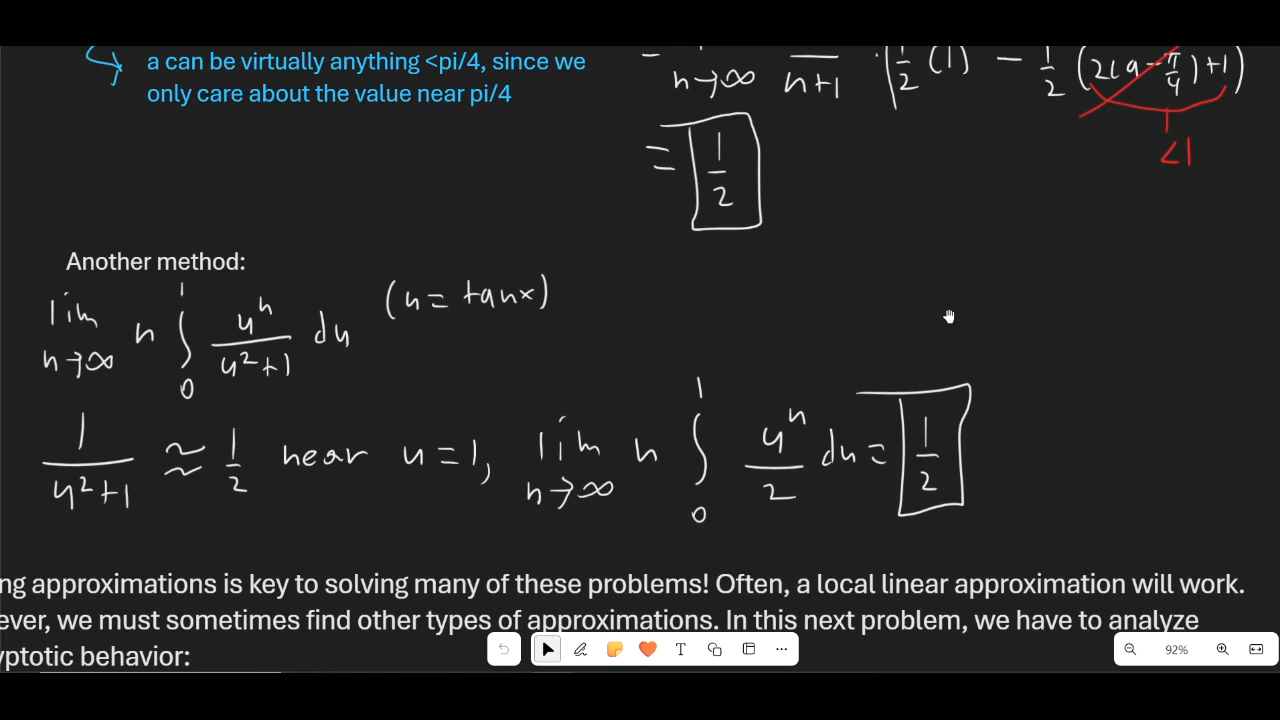 a can be virtually anything <pi/4, since we
only care about the value near pi/4
n→∞ n+1 · (1/2 (1) − 1/2 (2(a − π/4) + 1)
<1
= 1/2
Another method:
lim n→∞ n ∫₀¹ uⁿ/(u²+1) du (u = tanx)
1/(u²+1) ≈ 1/2 near u=1, lim n→∞ n ∫₀¹ uⁿ/2 du = 1/2
ng approximations is key to solving many of these problems! Often, a local linear approximation will work.
ever, we must sometimes find other types of approximations. In this next problem, we have to analyze
yptotic behavior:
T
92%